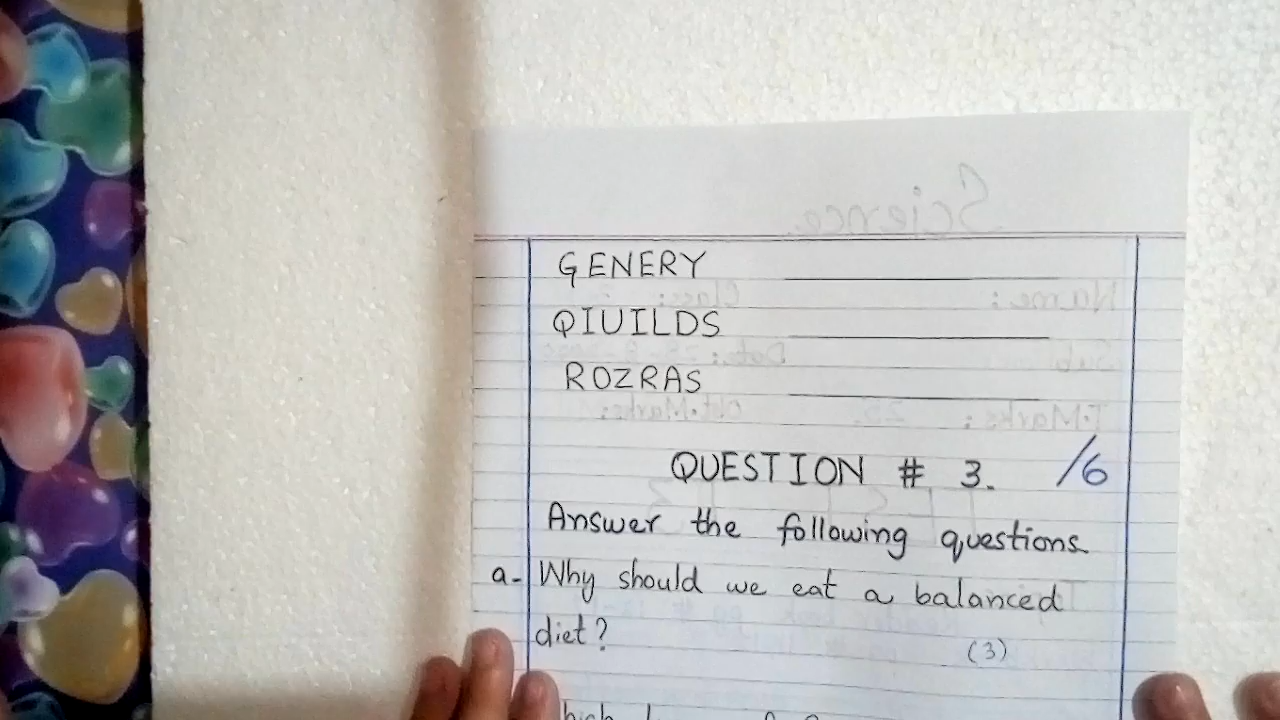 GENERY
QIUILDS
ROZRAS
QUESTION # 3. /6
Answer the following questions.
a- Why should we eat a balanced
diet? (3)